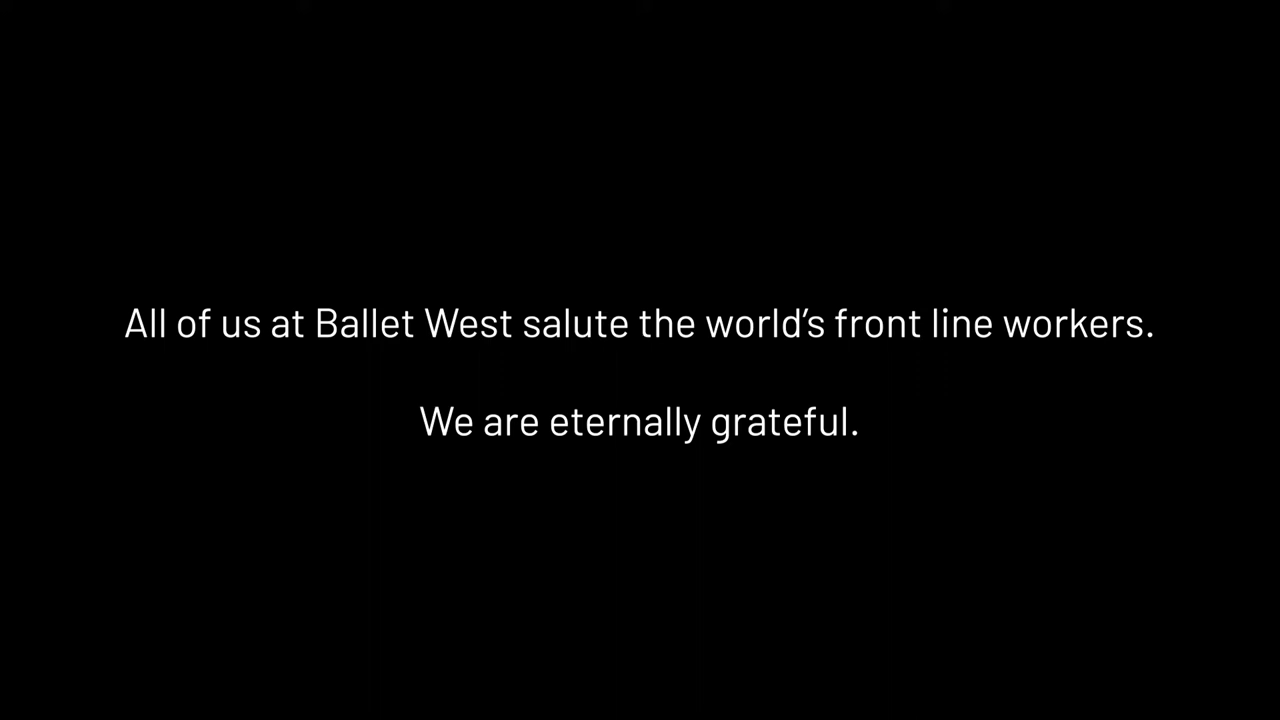 All of us at Ballet West salute the world’s front line workers.
We are eternally grateful.